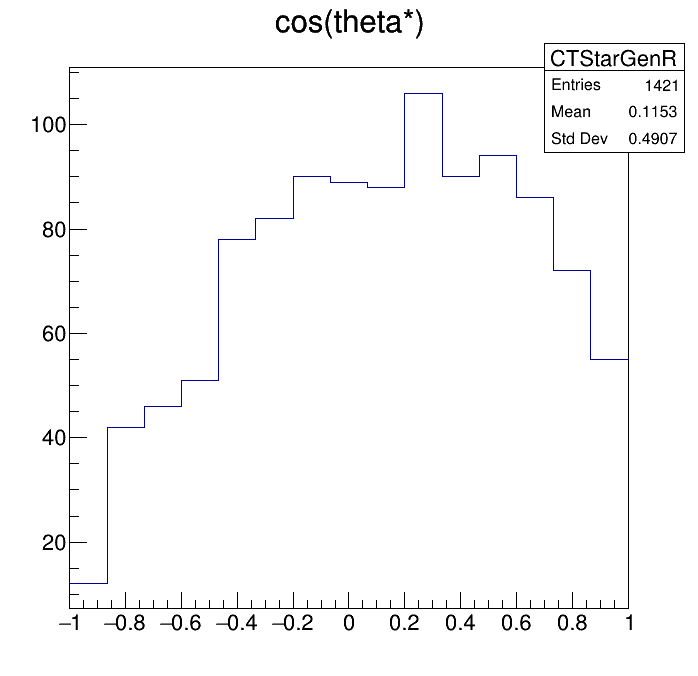 cos(theta*)
CTStarGenR
Entries 1421
Mean 0.1153
Std Dev 0.4907
100
80
60
40
20
−1 −0.8 −0.6 −0.4 −0.2 0 0.2 0.4 0.6 0.8 1